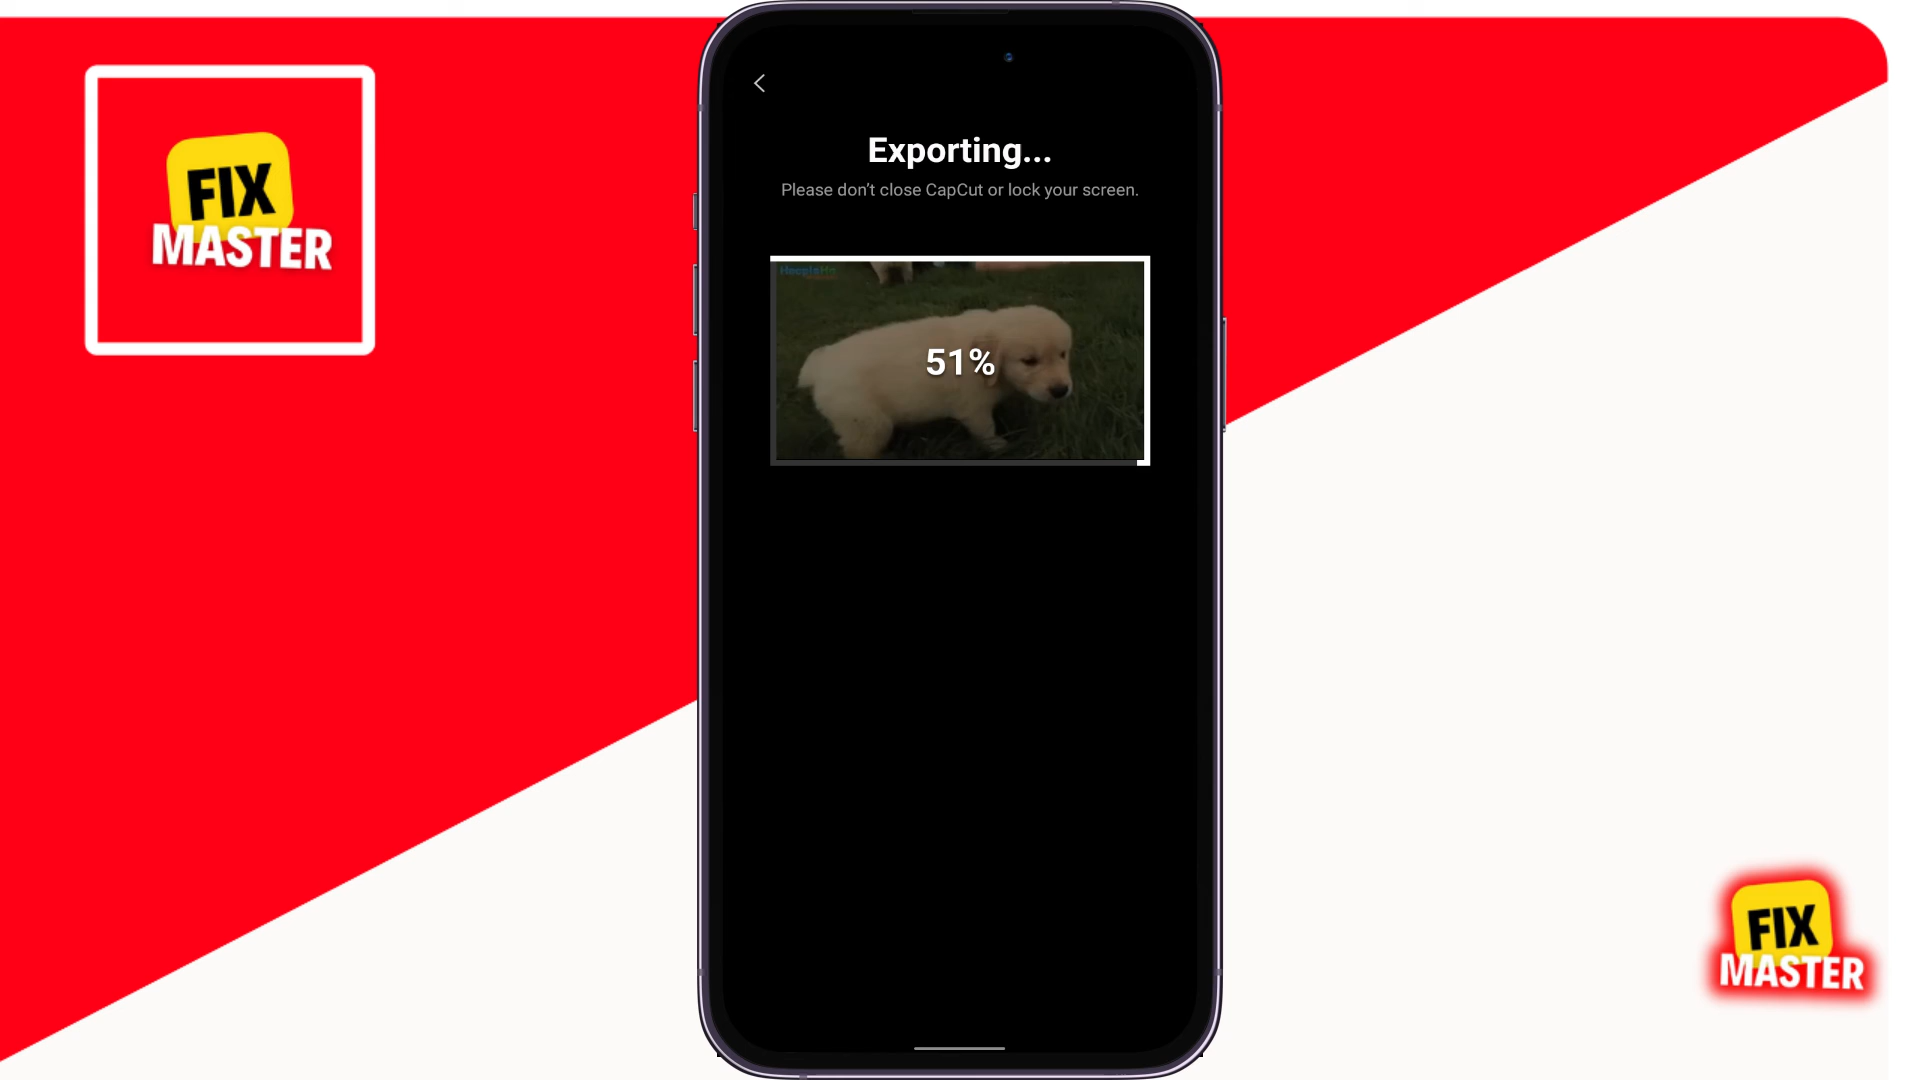 FIX
MASTER
Exporting...
Please don't close CapCut or lock your screen.
51%
FIX
MASTER